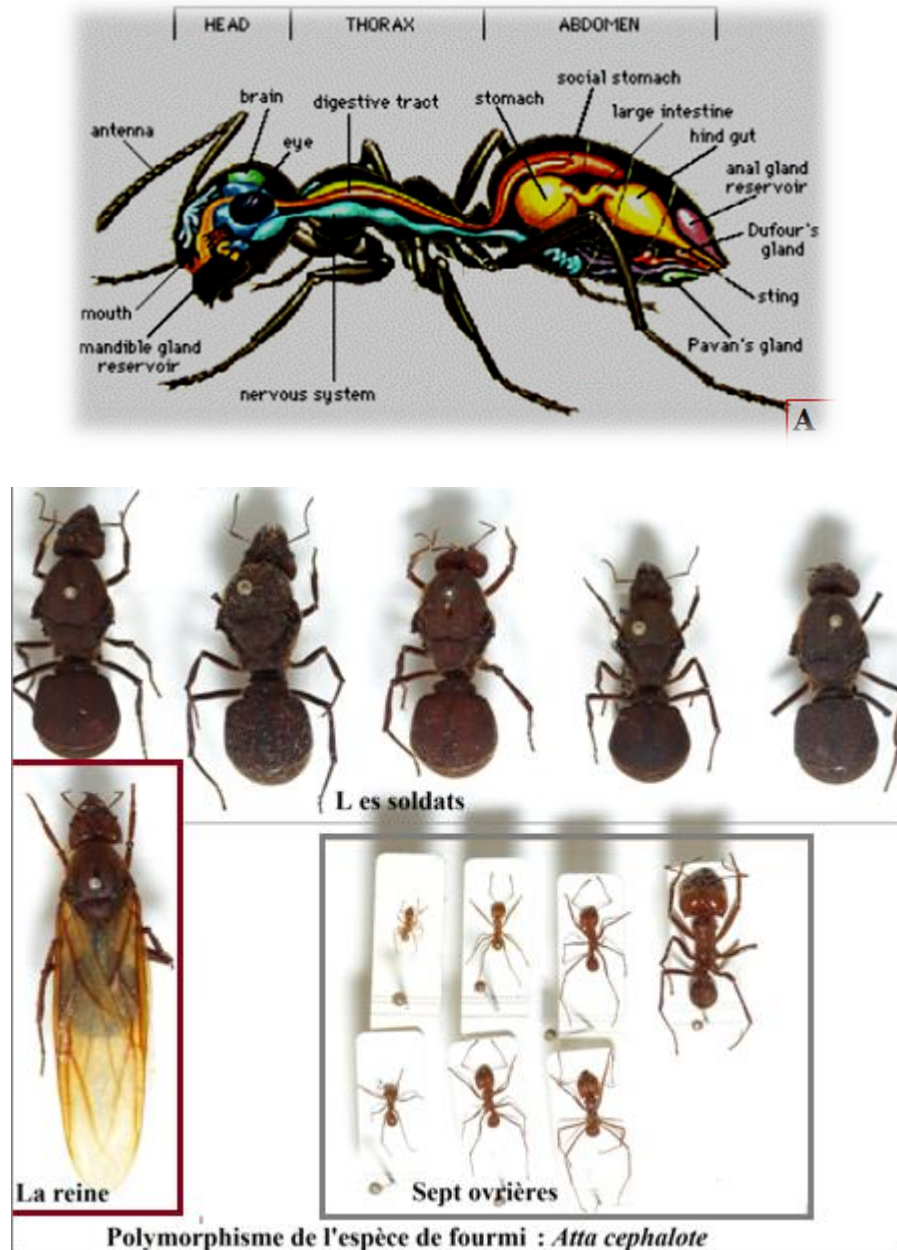 HEAD THORAX ABDOMEN
social stomach
brain
digestive tract
stomach
large intestine
antenna
eye
hind gut
anal gland
reservoir
Dufour's
gland
sting
mouth
mandible gland
reservoir
nervous system
Pavan's gland
A
L es soldats
La reine
Sept ovrières
Polymorphisme de l'espèce de fourmi : Atta cephalote